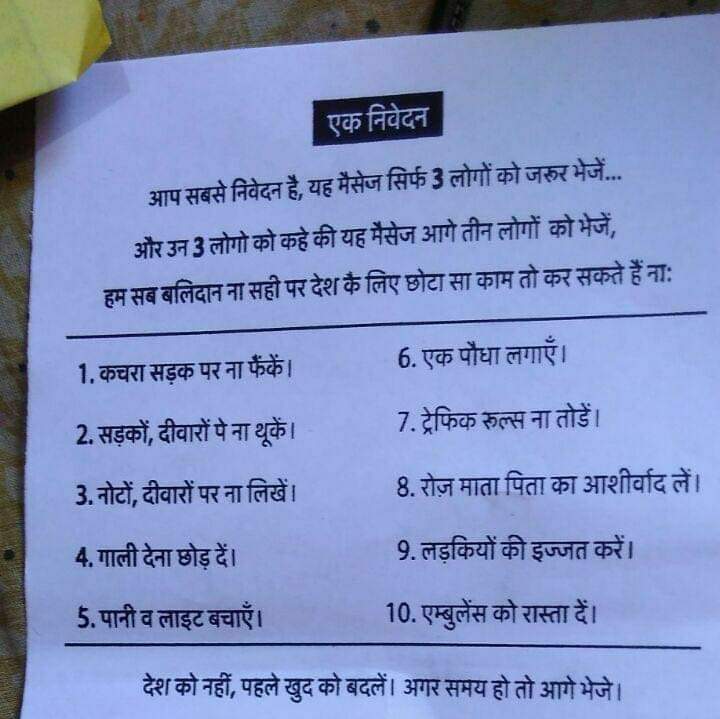 एक निवेदन
आप सबसे निवेदन है, यह मैसेज सिर्फ 3 लोगों को जरूर भेजें...
और उन 3 लोगो को कहे की यह मैसेज आगे तीन लोगों को भेजें,
हम सब बलिदान ना सही पर देश कै लिए छोटा सा काम तो कर सकते हैं ना:
1. कचरा सड़क पर ना फैंकें।
2. सड़कों, दीवारों पे ना थूकें।
3. नोटों, दीवारों पर ना लिखें।
4. गाली देना छोड़ दें।
5. पानी व लाइट बचाएँ।
6. एक पौधा लगाएँ।
7. ट्रेफिक रूल्स ना तोडें।
8. रोज़ माता पिता का आशीर्वाद लें।
9. लड़कियों की इज्जत करें।
10. एम्बुलेंस को रास्ता दें।
देश को नहीं, पहले खुद को बदलें। अगर समय हो तो आगे भेजे।